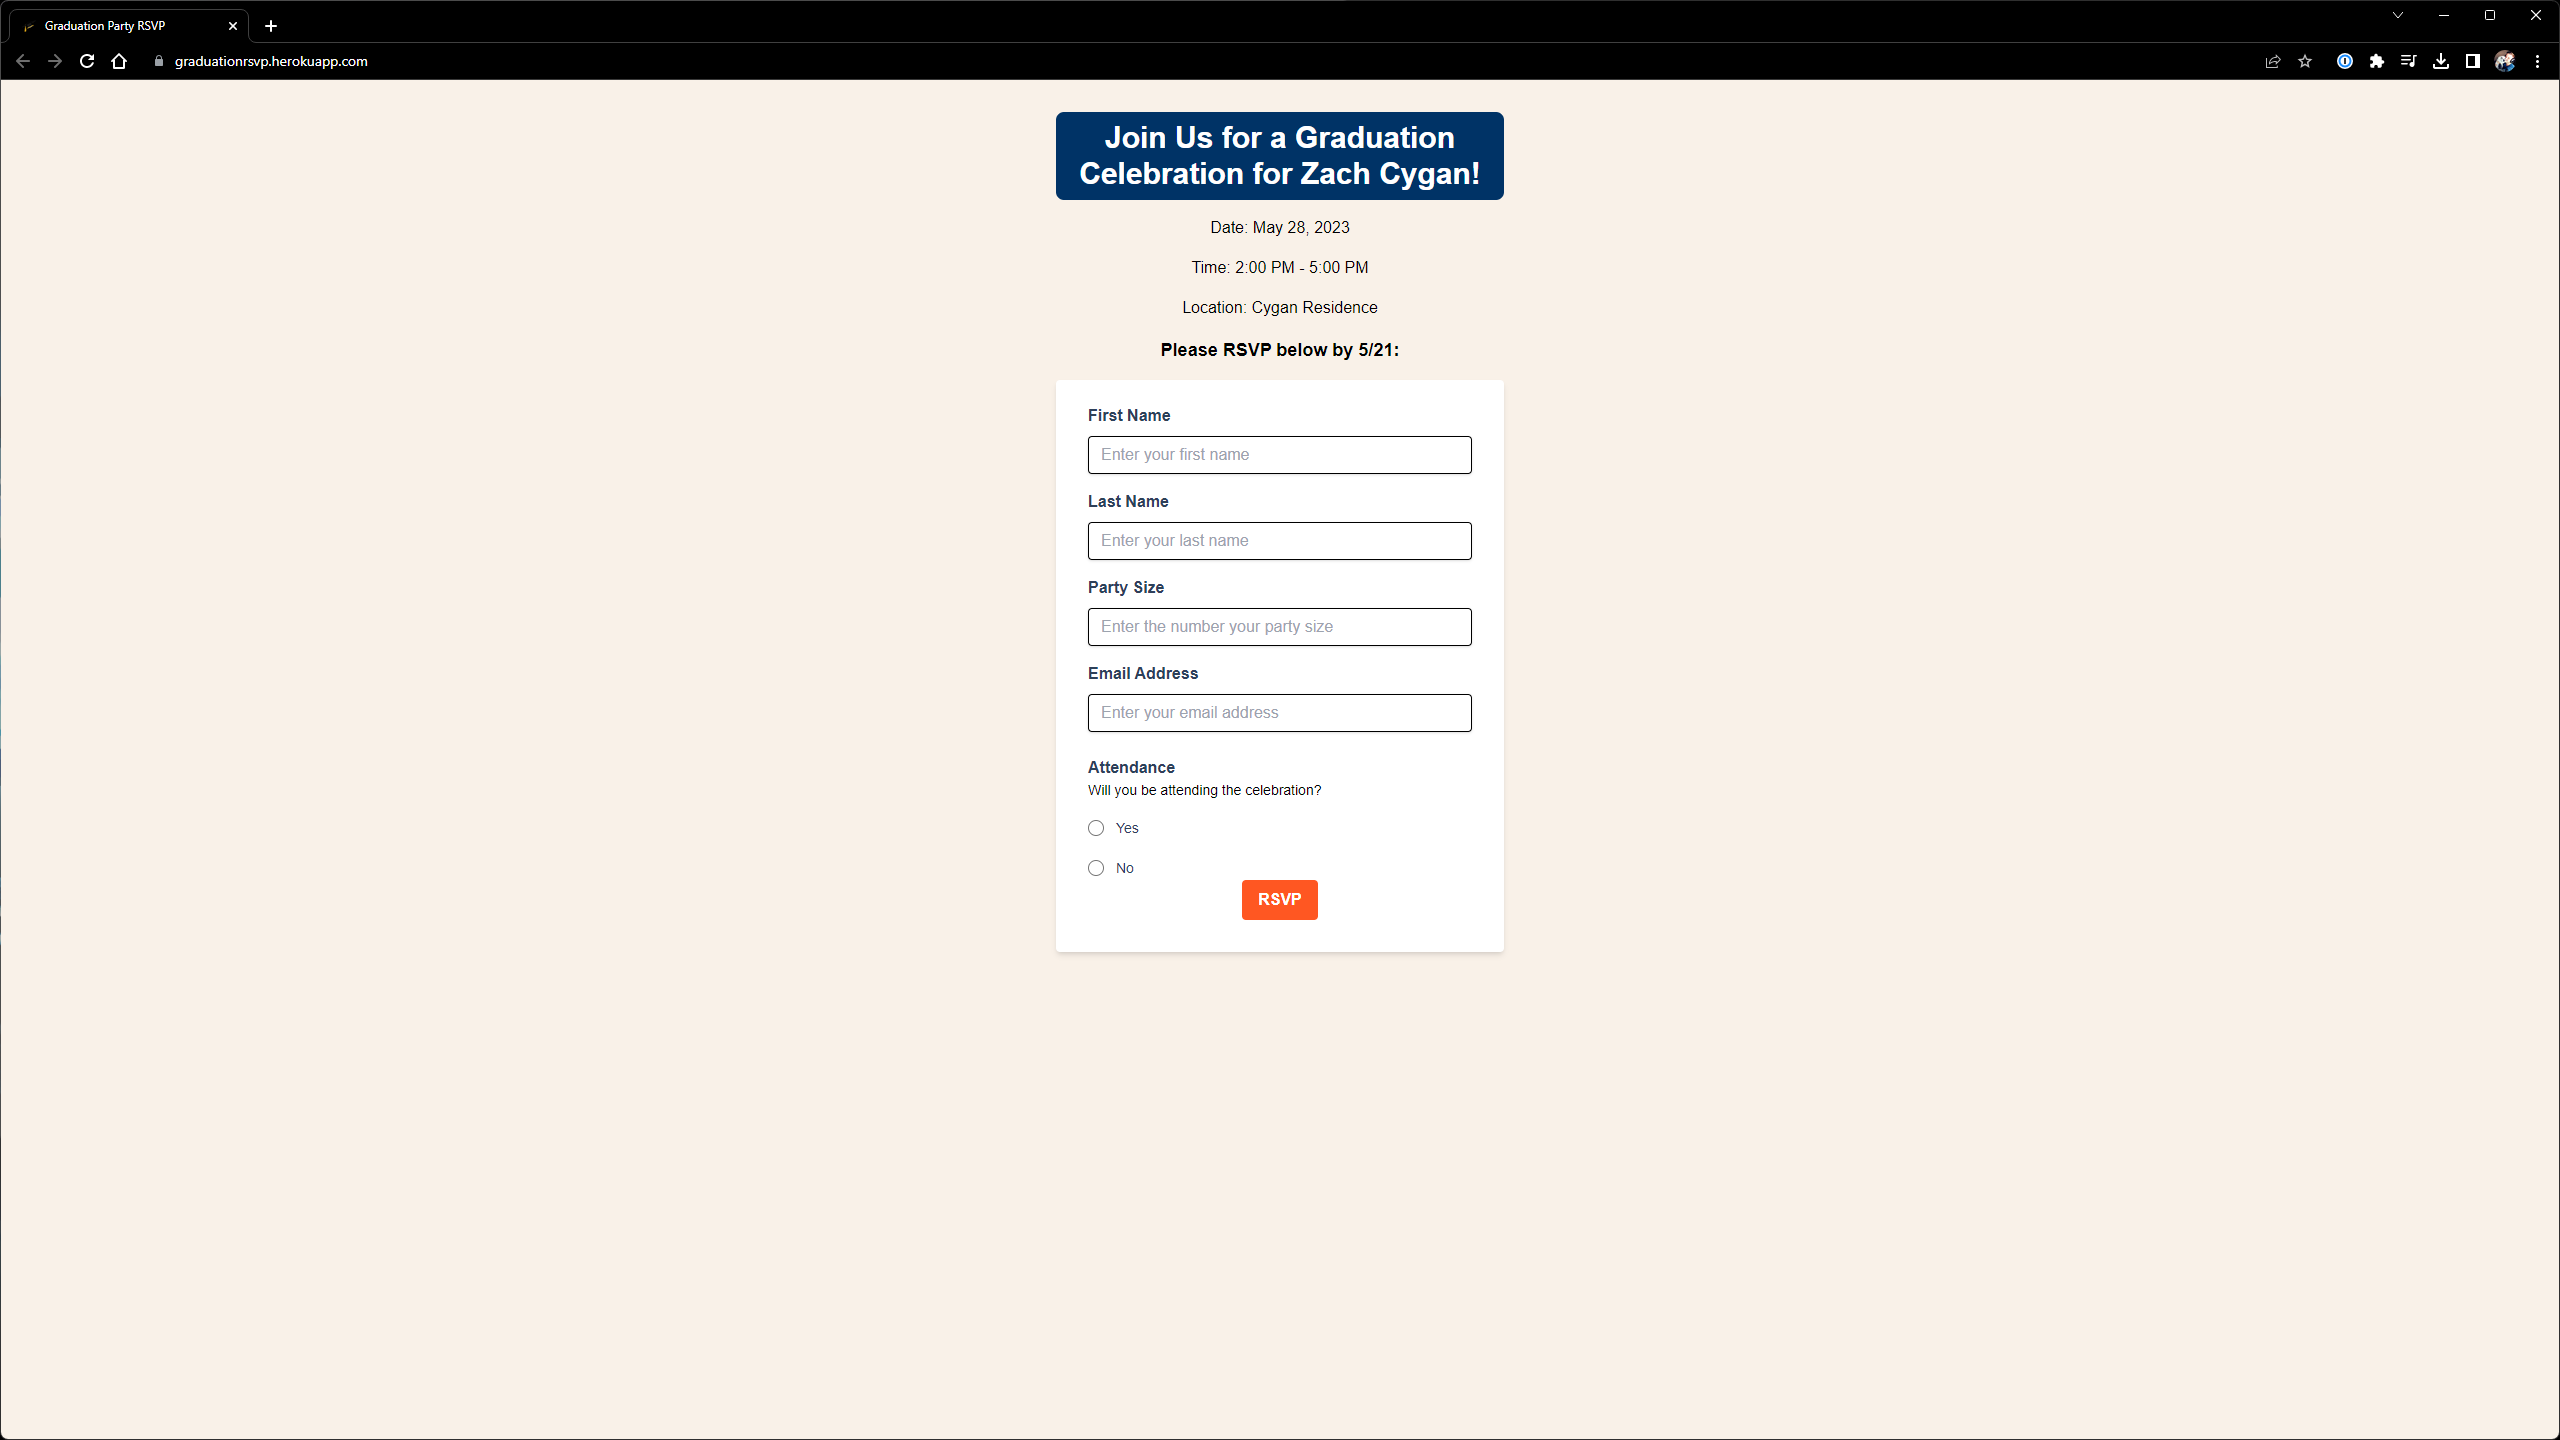 Graduation Party RSVP
graduationrsvp.herokuapp.com
Join Us for a Graduation
Celebration for Zach Cygan!
Date: May 28, 2023
Time: 2:00 PM - 5:00 PM
Location: Cygan Residence
Please RSVP below by 5/21:
First Name
Enter your first name
Last Name
Enter your last name
Party Size
Enter the number your party size
Email Address
Enter your email address
Attendance
Will you be attending the celebration?
Yes
No
RSVP